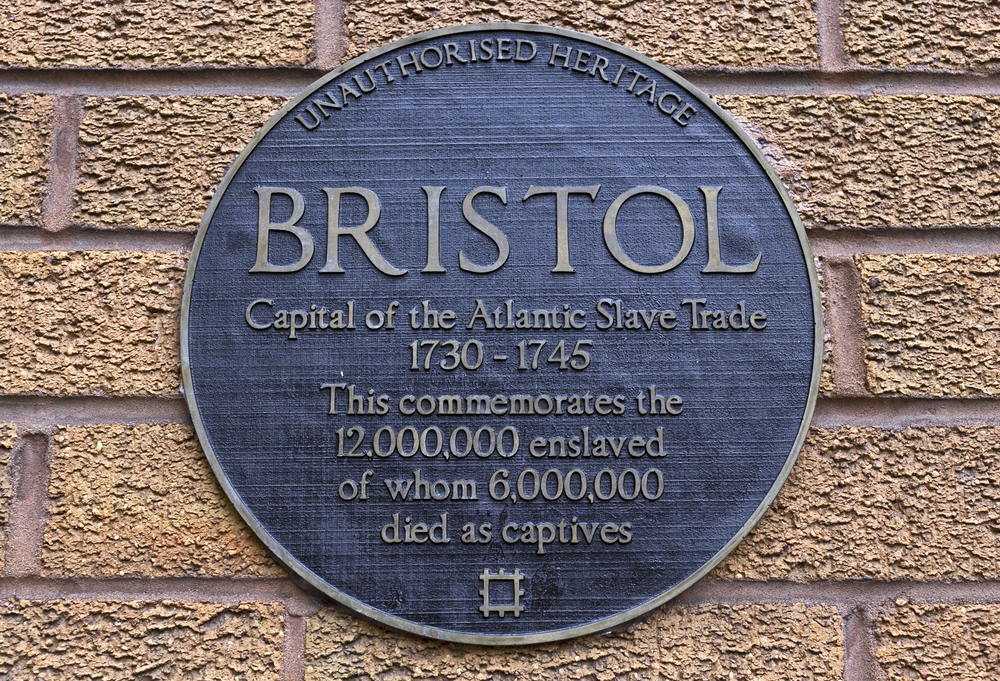 UNAUTHORISED HERITAGE
BRISTOL
Capital of the Atlantic Slave Trade
1730 - 1745
This commemorates the
12,000,000 enslaved
of whom 6,000,000
died as captives